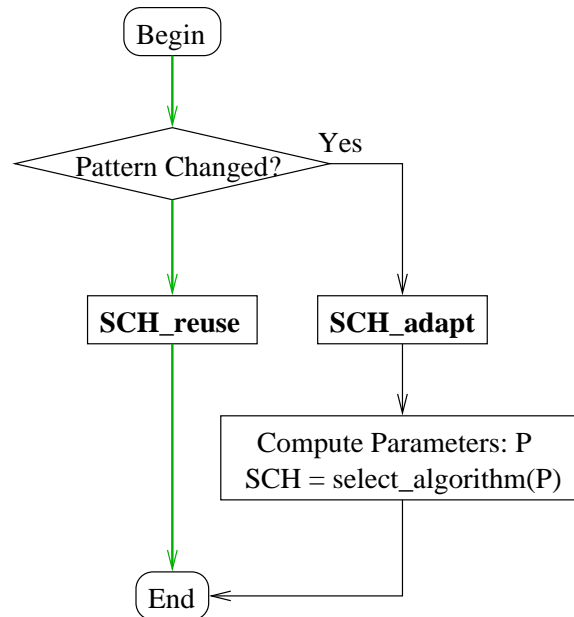 Begin
Yes
Pattern Changed?
SCH_reuse
SCH_adapt
Compute Parameters: P
SCH = select_algorithm(P)
End